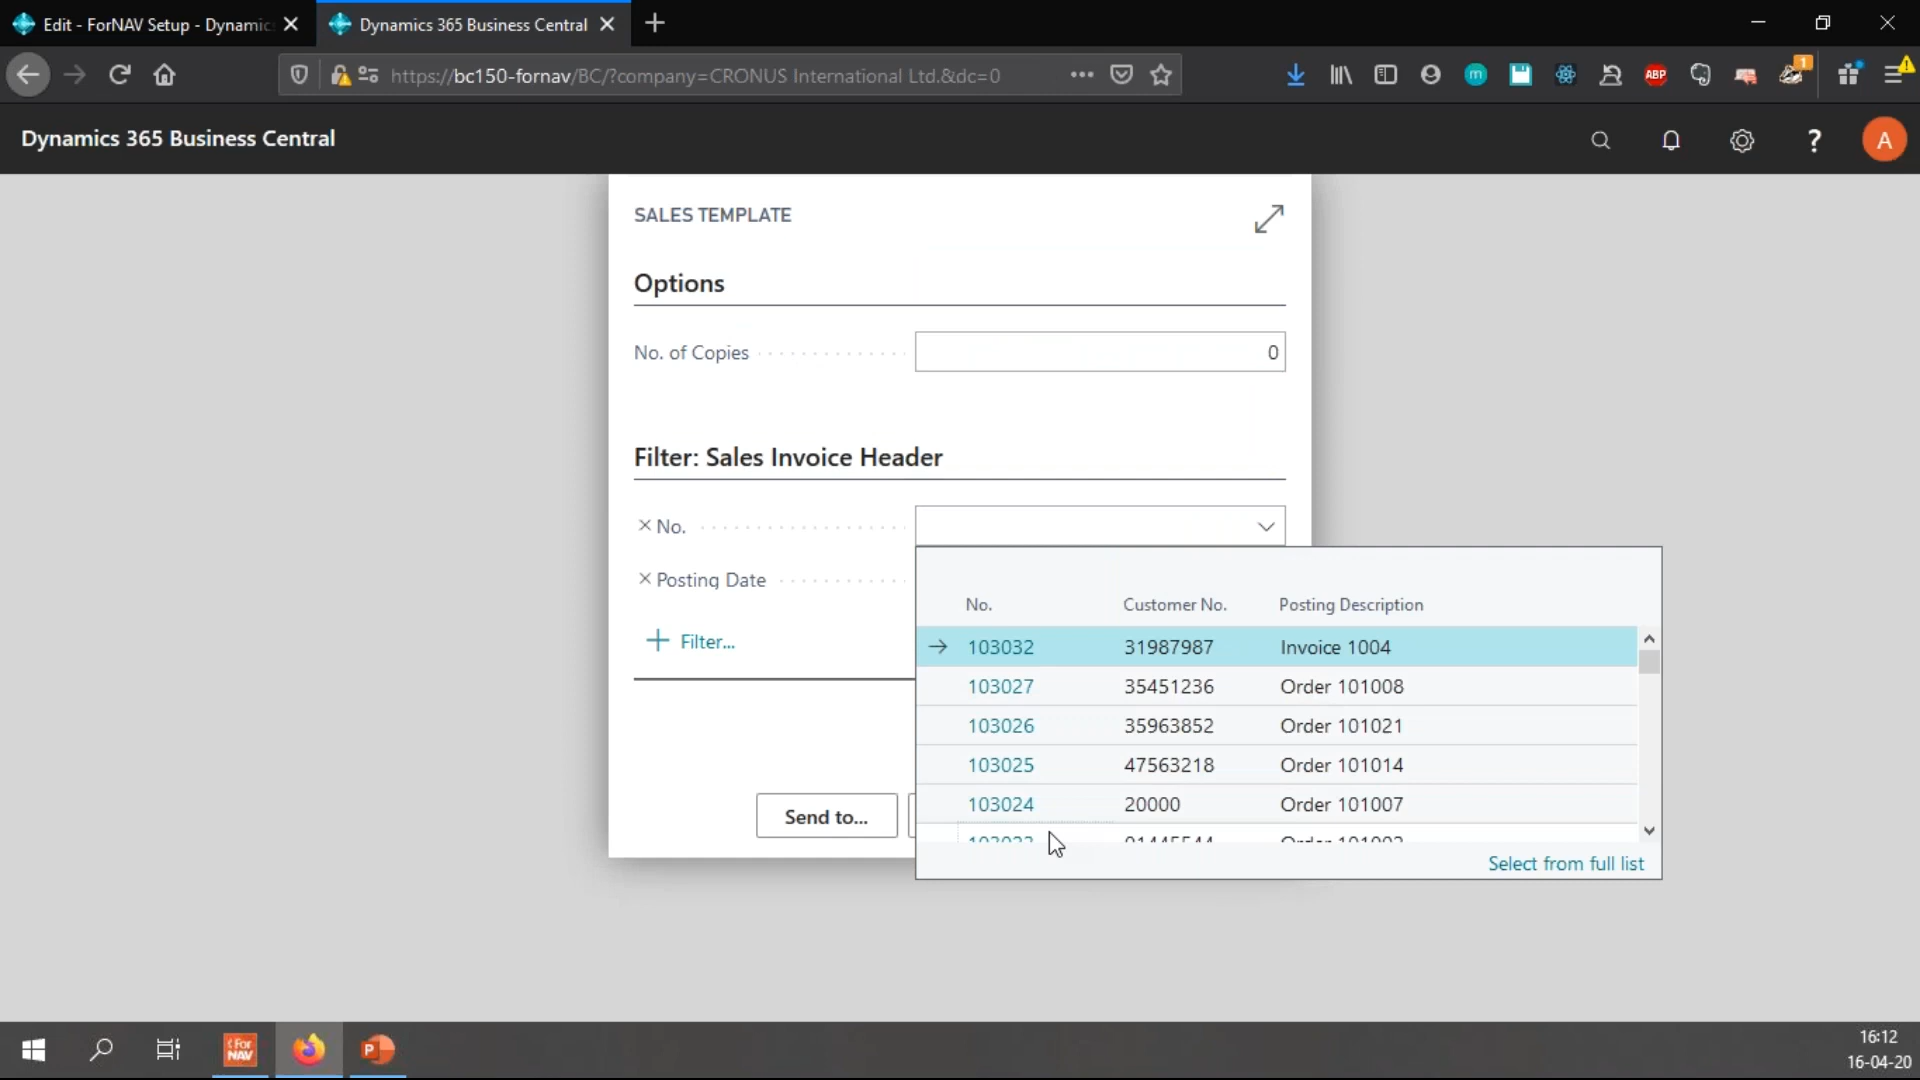 Edit - ForNAV Setup - Dynamic
Dynamics 365 Business Central
https://bc150-fornav/BC/?company=CRONUS International Ltd.&dc=0
m
ABP
1
Dynamics 365 Business Central
?
A
SALES TEMPLATE
Options
No. of Copies
0
Filter: Sales Invoice Header
No.
Posting Date
Filter...
No. Customer No. Posting Description
103032 31987987 Invoice 1004
103027 35451236 Order 101008
103026 35963852 Order 101021
103025 47563218 Order 101014
103024 20000 Order 101007
Send to...
Select from full list
ForNAV
P
16:12
16-04-20